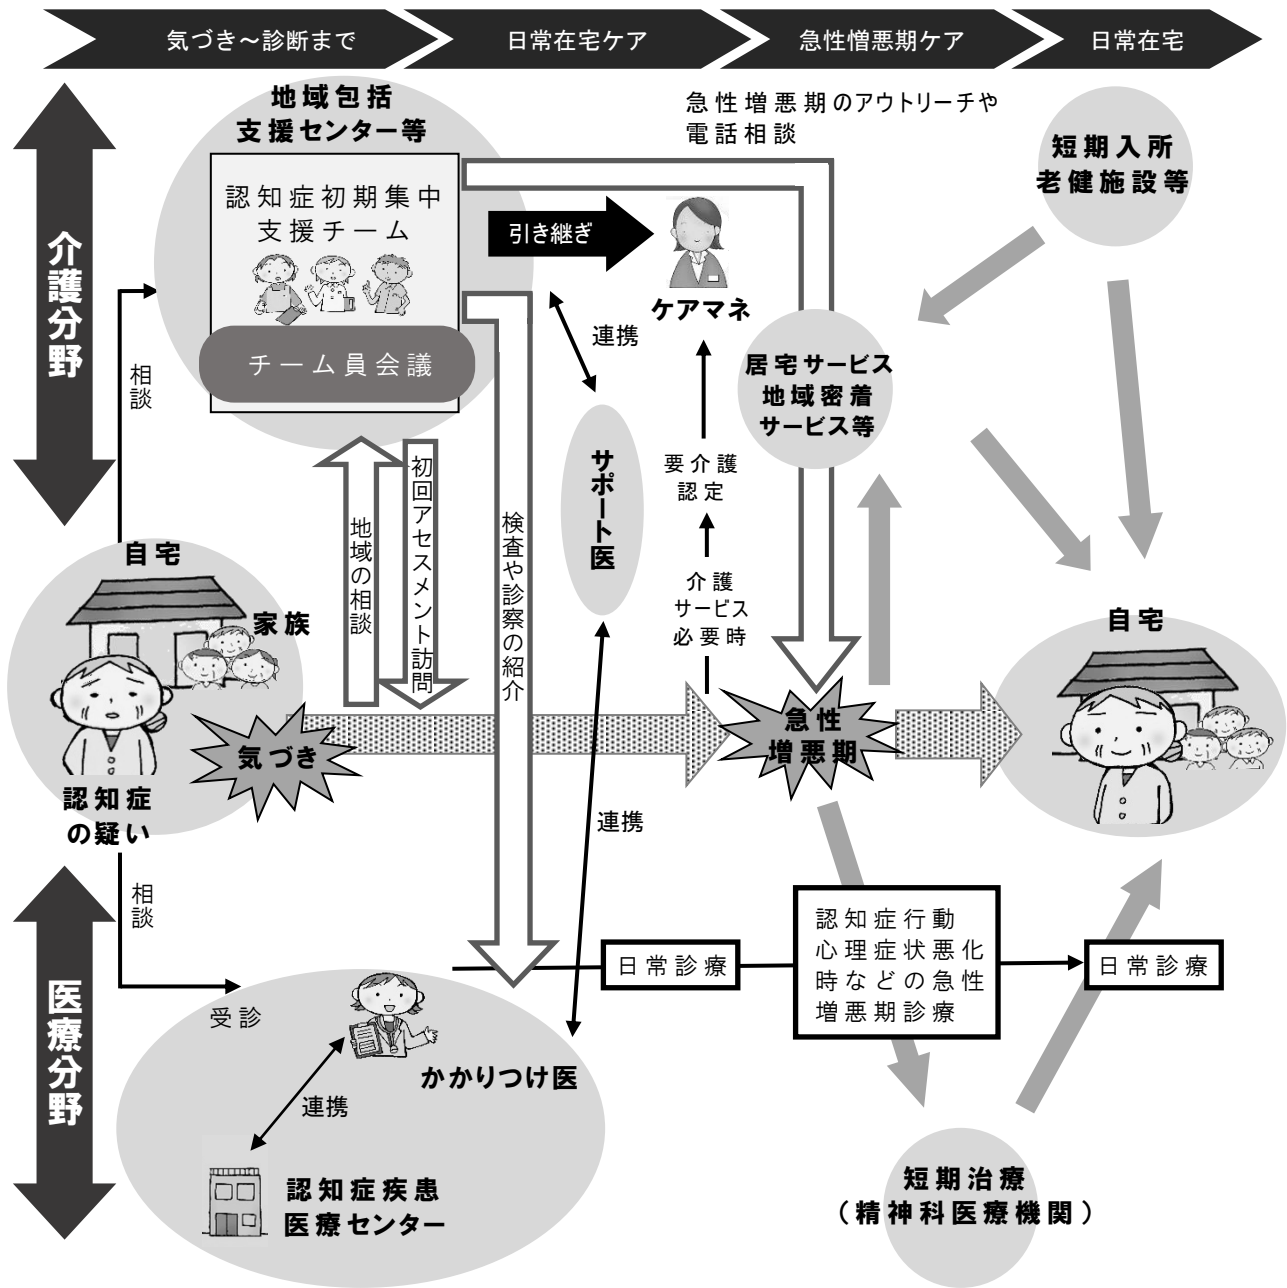 気づき～診断まで
日常在宅ケア
急性憎悪期ケア
日常在宅
介護分野
地域包括
支援センター等
認知症初期集中
支援チーム
チーム員会議
引き継ぎ
ケアマネ
急性増悪期のアウトリーチや
電話相談
短期入所
老健施設等
連携
居宅サービス
地域密着
サービス等
相談
サポート医
要介護
認定
介護
サービス
必要時
地域の相談
初回アセスメント訪問
検査や診察の紹介
自宅
家族
気づき
認知症
の疑い
急性
増悪期
自宅
連携
相談
医療分野
受診
日常診療
認知症行動
心理症状悪化
時などの急性
増悪期診療
日常診療
かかりつけ医
連携
認知症疾患
医療センター
短期治療
（精神科医療機関）